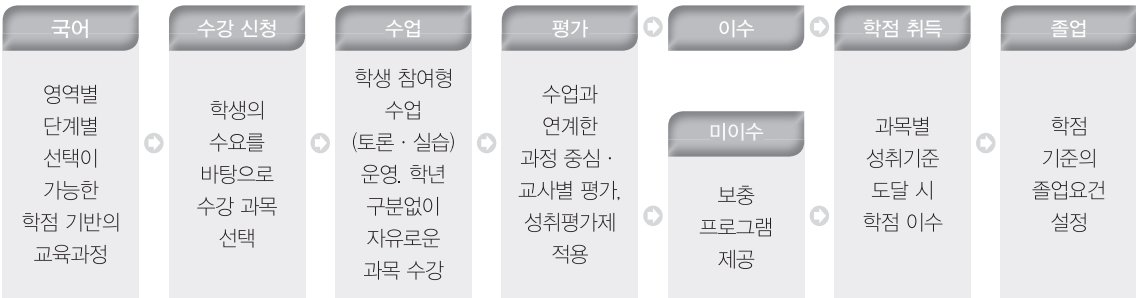 국어
영역별
단계별
선택이
가능한
학점 기반의
교육과정
수강 신청
학생의
수요를
바탕으로
수강 과목
선택
수업
학생 참여형
수업
(토론 · 실습)
운영. 학년
구분없이
자유로운
과목 수강
평가
수업과
연계한
과정 중심 ·
교사별 평가,
성취평가제
적용
이수
미이수
보충
프로그램
제공
학점 취득
과목별
성취기준
도달 시
학점 이수
졸업
학점
기준의
졸업요건
설정